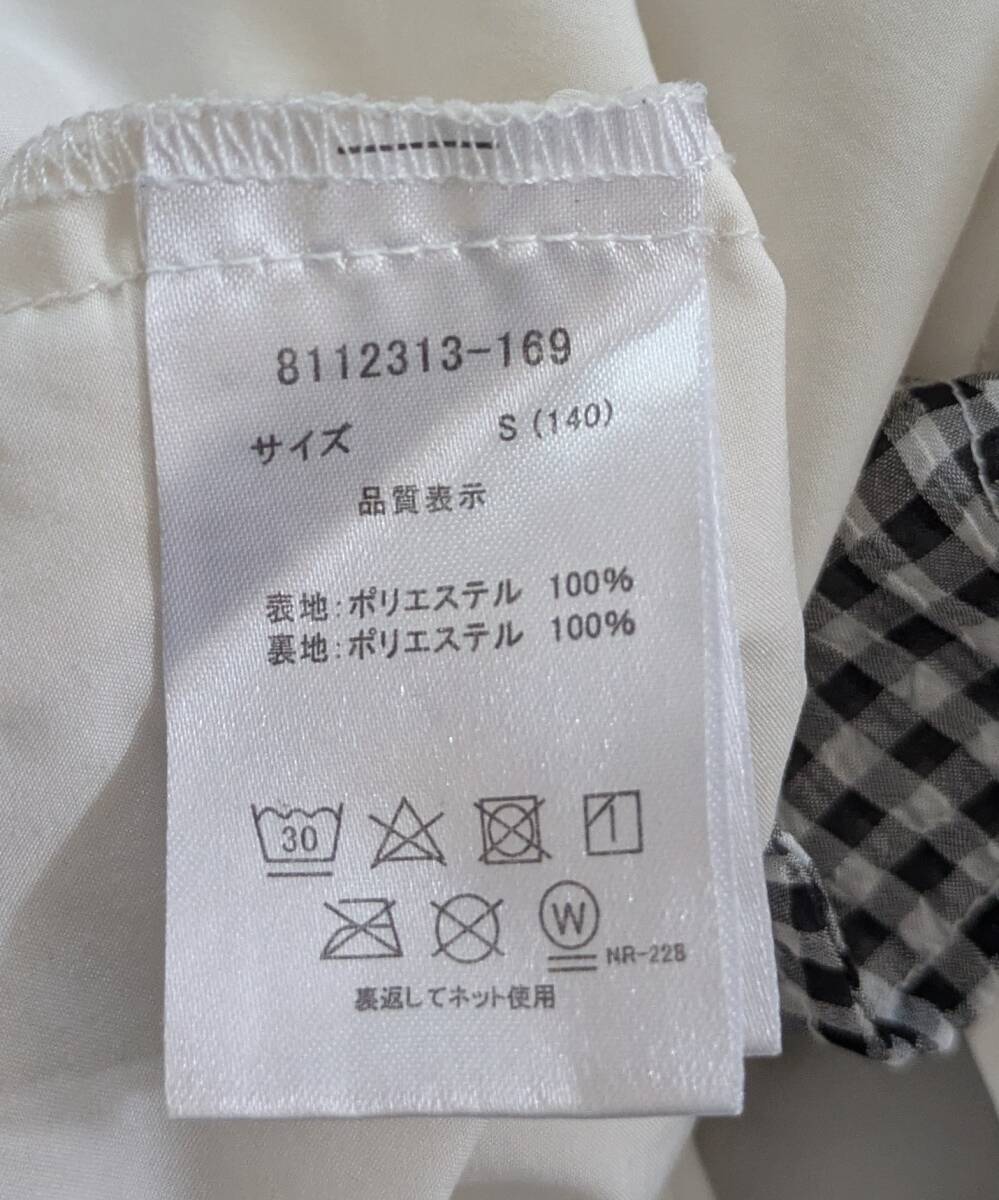 8112313-169
サイズ S (140)
品質表示
表地:ポリエステル 100%
裏地:ポリエステル 100%
30
W
NR-228
裏返してネット使用